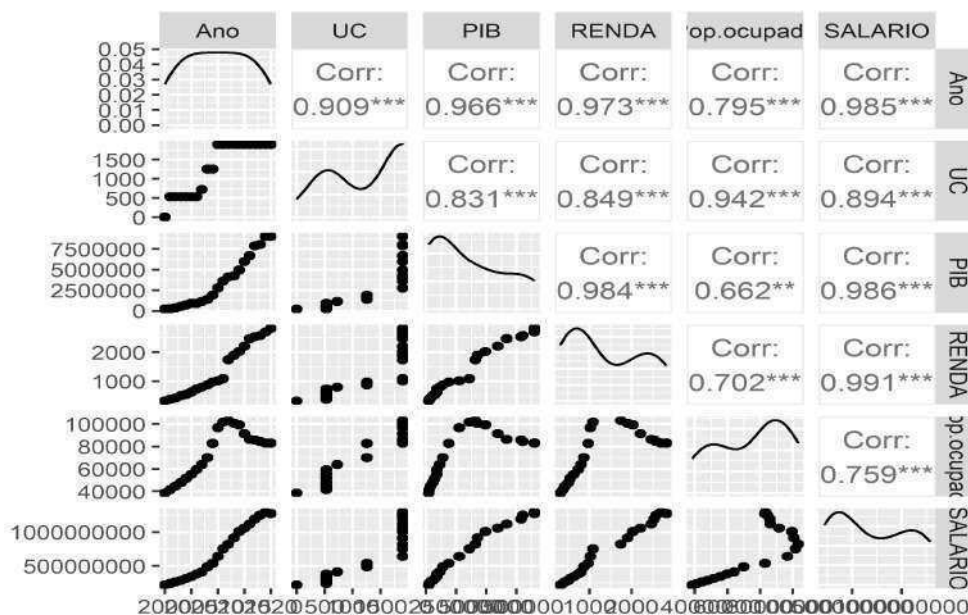 Ano UC PIB RENDA Pop.ocupad SALARIO
0.05
0.04
0.03
0.02
0.01
0.00
Corr:
0.909***
Corr:
0.966***
Corr:
0.973***
Corr:
0.795***
Corr:
0.985***
Ano
1500
1000
500
0
Corr:
0.831***
Corr:
0.849***
Corr:
0.942***
Corr:
0.894***
UC
7500000
5000000
2500000
0
Corr:
0.984***
Corr:
0.662**
Corr:
0.986***
PIB
2000
1000
Corr:
0.702***
Corr:
0.991***
RENDA
100000
80000
60000
40000
Corr:
0.759***
op.ocupad
10000000000
5000000000
SALARIO